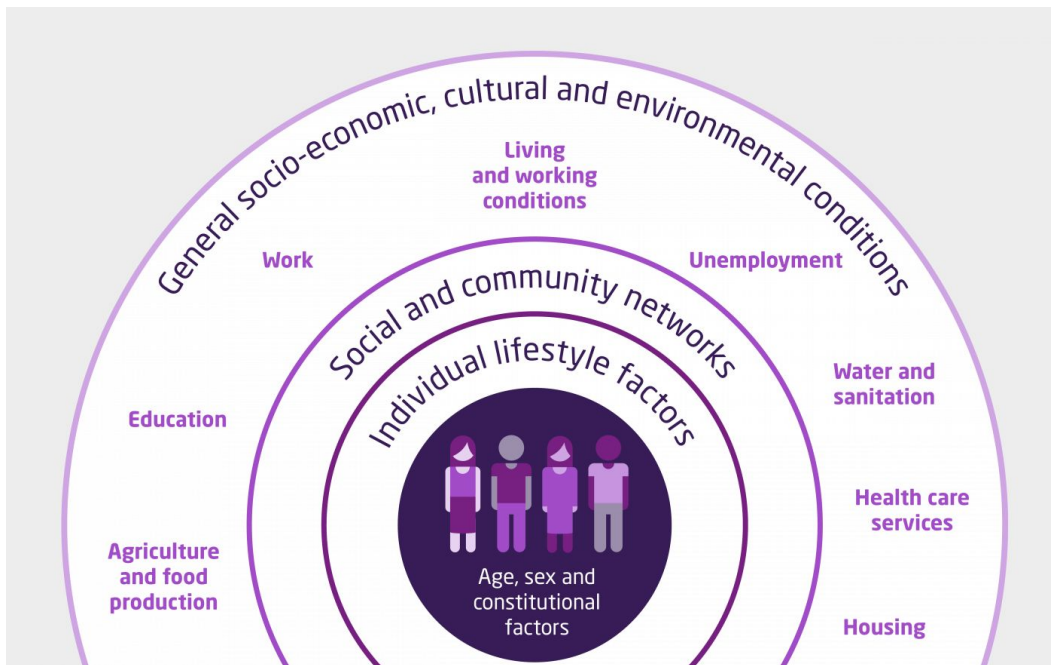 General socio-economic, cultural and environmental conditions
Living
and working
conditions
Work
Unemployment
Social and community networks
Individual lifestyle factors
Water and
sanitation
Education
Health care
services
Agriculture
and food
production
Age, sex and
constitutional
factors
Housing